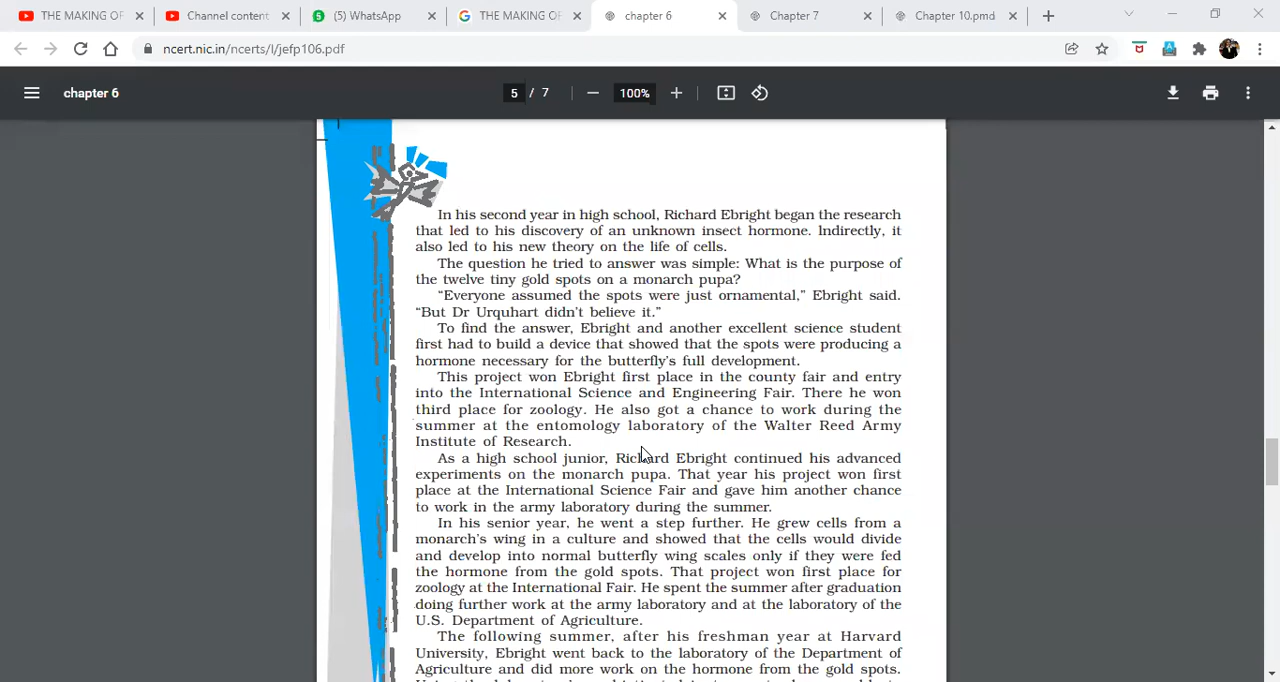 THE MAKING OF
Channel content
(5) WhatsApp
THE MAKING OF
chapter 6
Chapter 7
Chapter 10.pmd
ncert.nic.in/ncerts/l/jefp106.pdf
chapter 6
5 / 7
100%
In his second year in high school, Richard Ebright began the research
that led to his discovery of an unknown insect hormone. Indirectly, it
also led to his new theory on the life of cells.
The question he tried to answer was simple: What is the purpose of
the twelve tiny gold spots on a monarch pupa?
“Everyone assumed the spots were just ornamental,” Ebright said.
“But Dr Urquhart didn’t believe it.”
To find the answer, Ebright and another excellent science student
first had to build a device that showed that the spots were producing a
hormone necessary for the butterfly’s full development.
This project won Ebright first place in the county fair and entry
into the International Science and Engineering Fair. There he won
third place for zoology. He also got a chance to work during the
summer at the entomology laboratory of the Walter Reed Army
Institute of Research.
As a high school junior, Richard Ebright continued his advanced
experiments on the monarch pupa. That year his project won first
place at the International Science Fair and gave him another chance
to work in the army laboratory during the summer.
In his senior year, he went a step further. He grew cells from a
monarch’s wing in a culture and showed that the cells would divide
and develop into normal butterfly wing scales only if they were fed
the hormone from the gold spots. That project won first place for
zoology at the International Fair. He spent the summer after graduation
doing further work at the army laboratory and at the laboratory of the
U.S. Department of Agriculture.
The following summer, after his freshman year at Harvard
University, Ebright went back to the laboratory of the Department of
Agriculture and did more work on the hormone from the gold spots.